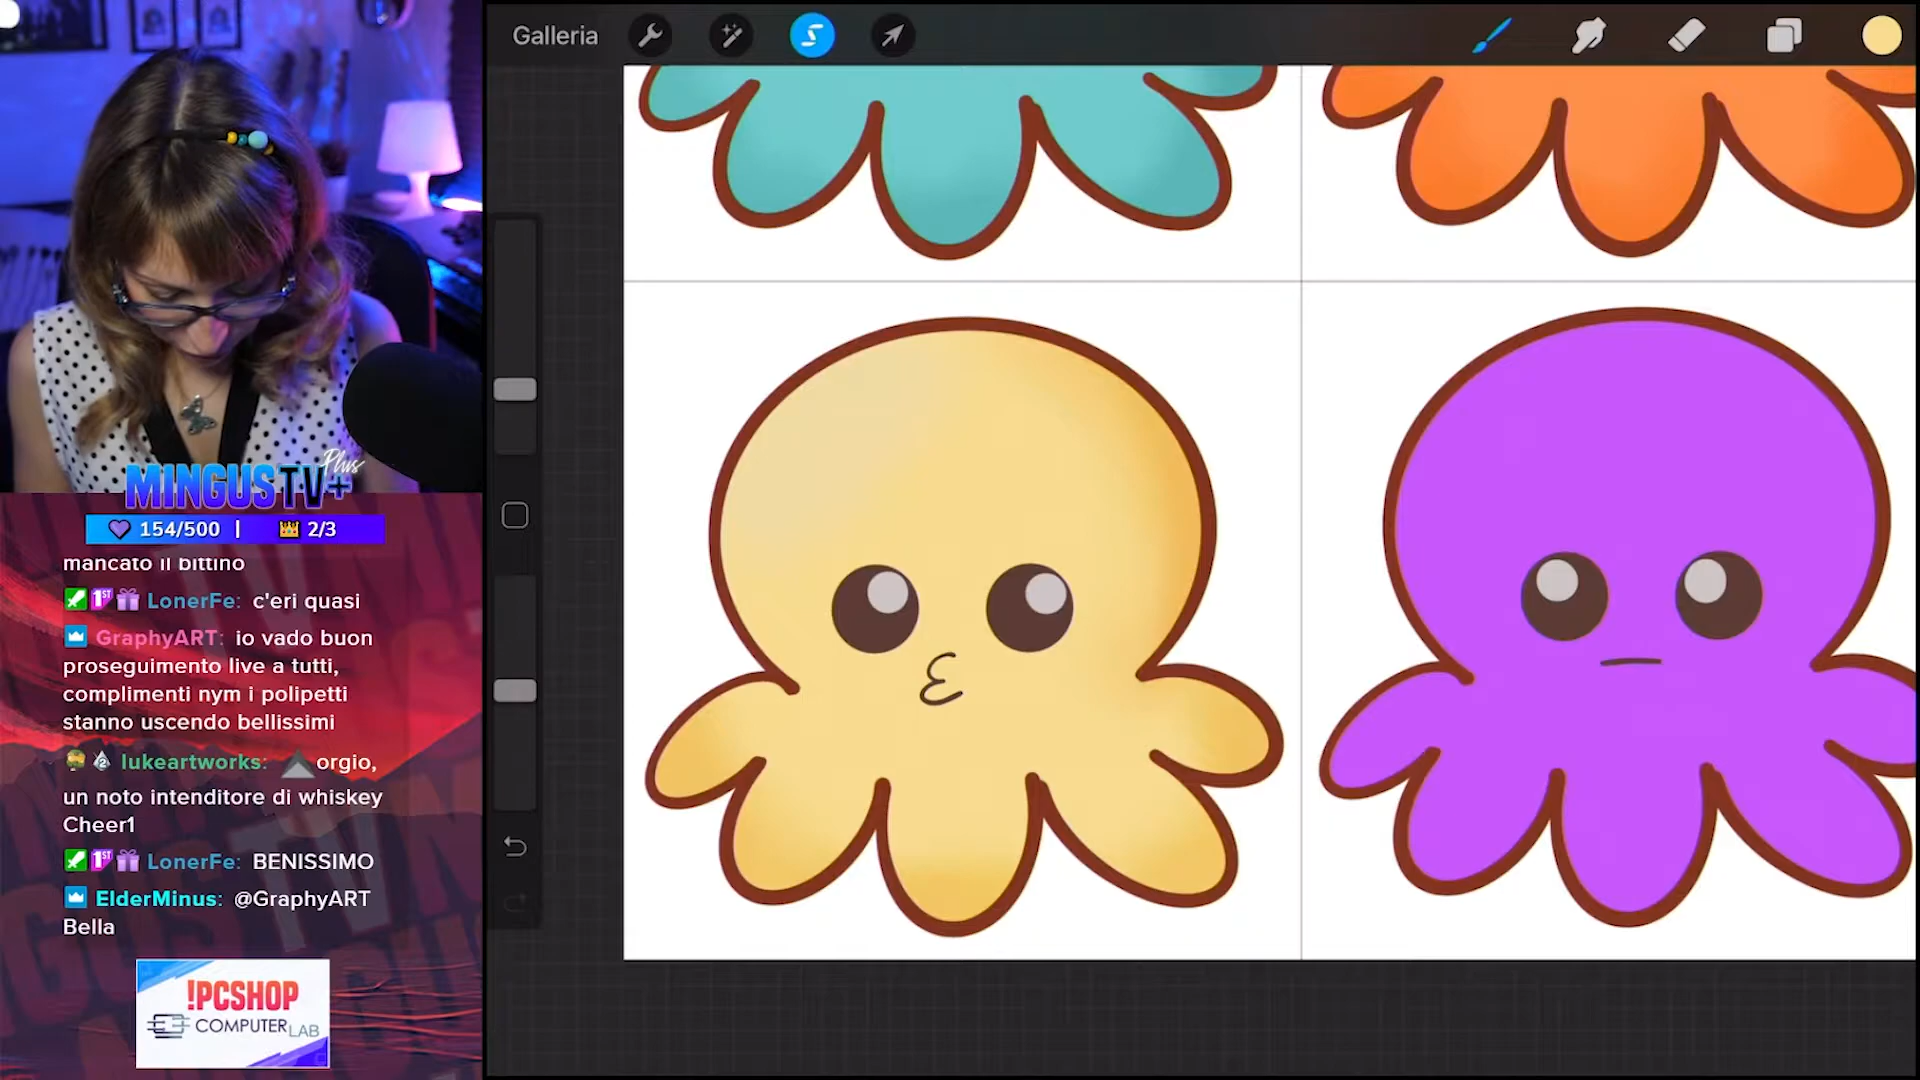 Galleria
MINGUSTV+
Plus
154/500 | 2/3
mancato il bittino
LonerFe: c'eri quasi
GraphyART: io vado buon
proseguimento live a tutti,
complimenti nym i polipetti
stanno uscendo bellissimi
lukeartworks: orgio,
un noto intenditore di whiskey
Cheer1
LonerFe: BENISSIMO
ElderMinus: @GraphyART
Bella
!PCSHOP
COMPUTERLAB